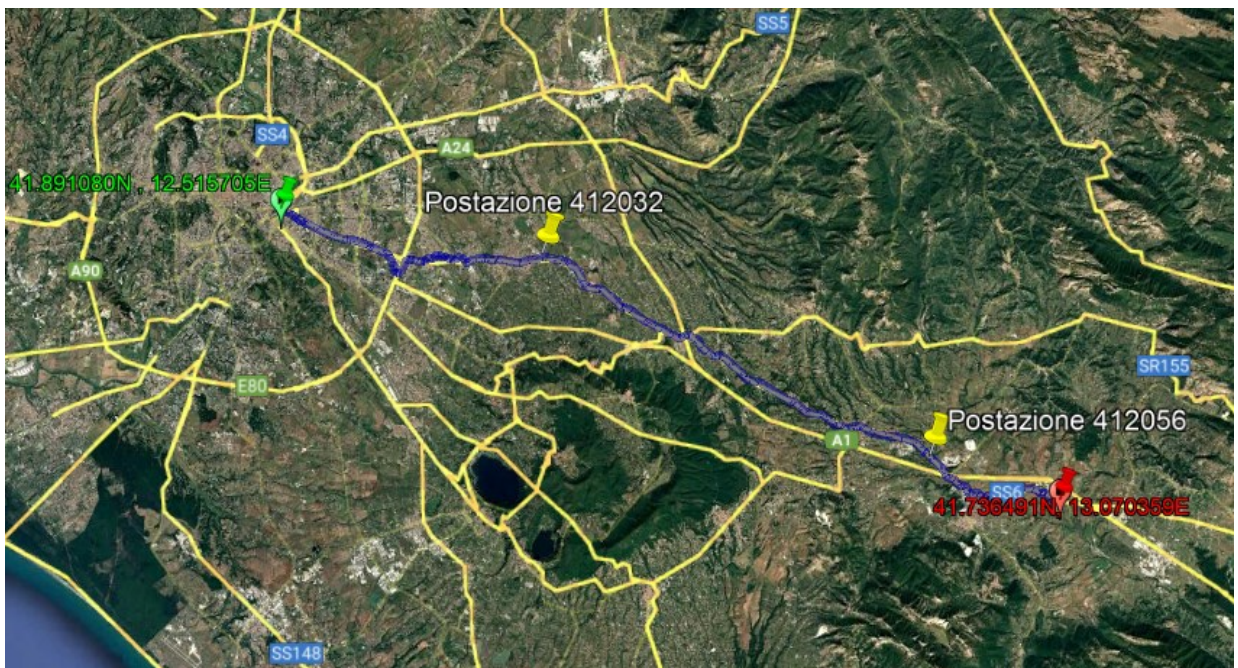 SS5
SS4
A24
41.891080N , 12.515705E
Postazione 412032
A90
SR155
E80
Postazione 412056
A1
SS6
41.736491N, 13.070359E
SS148